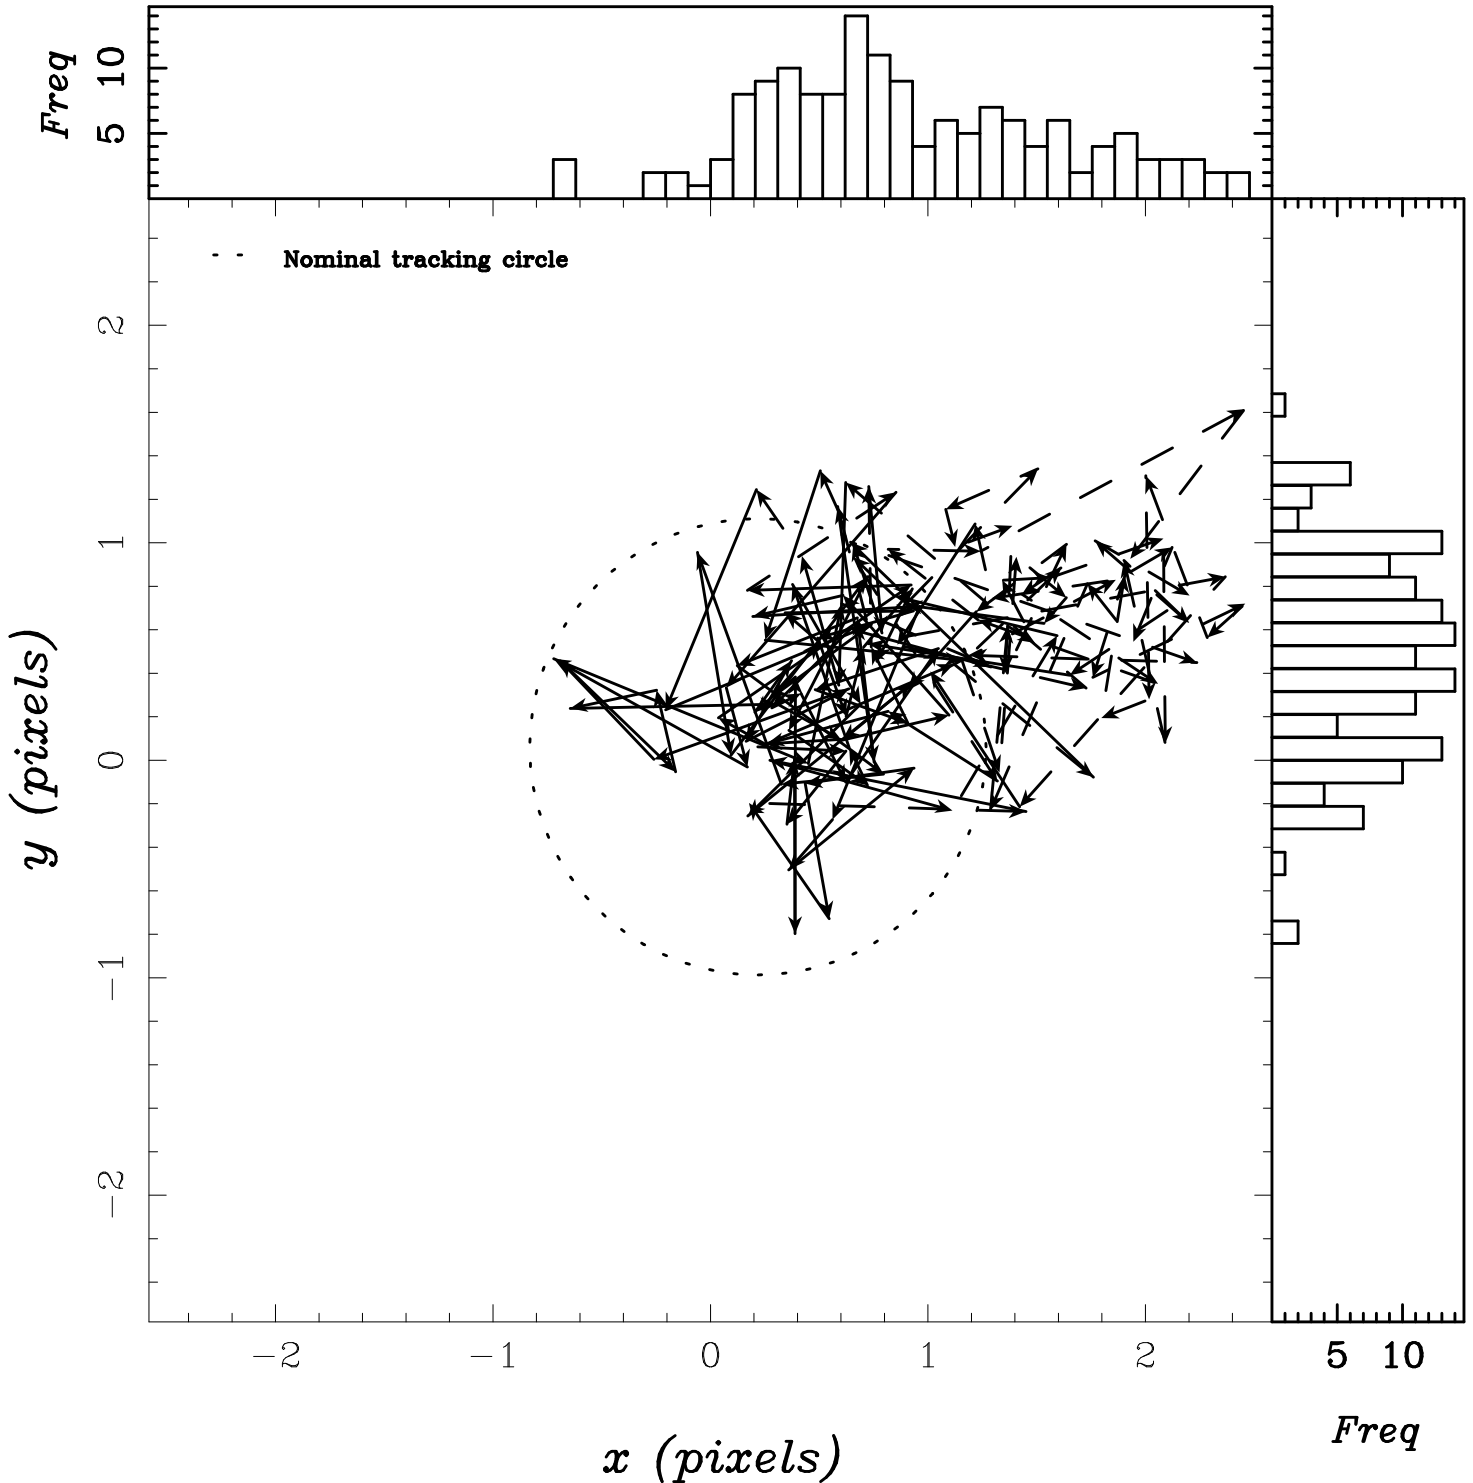 Freq
10
5
Nominal tracking circle
2
1
0
−1
−2
y (pixels)
−2 −1 0 1 2
5 10
Freq
x (pixels)